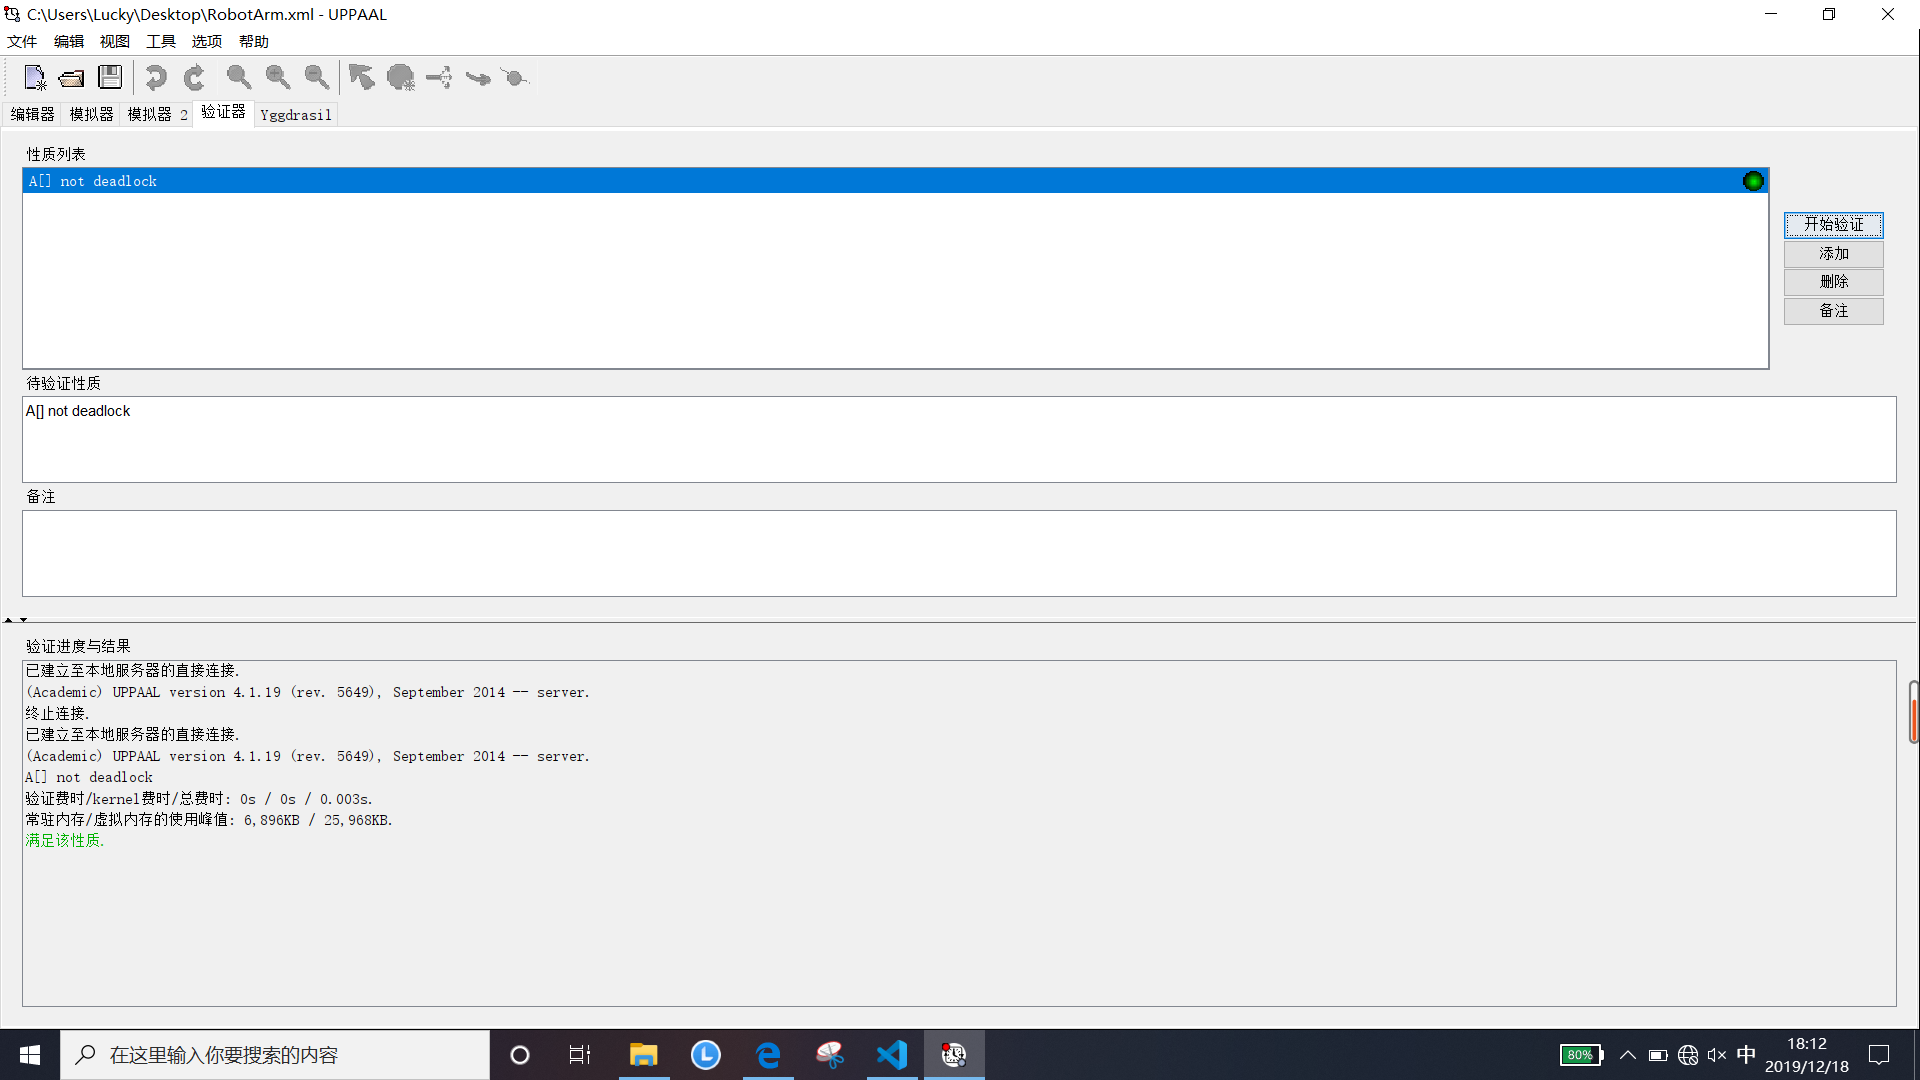 C:\Users\Lucky\Desktop\RobotArm.xml - UPPAAL
文件 编辑 视图 工具 选项 帮助
编辑器 模拟器 模拟器 2 验证器 Yggdrasil
性质列表
A[] not deadlock
开始验证
添加
删除
备注
待验证性质
A[] not deadlock
备注
验证进度与结果
已建立至本地服务器的直接连接.
(Academic) UPPAAL version 4.1.19 (rev. 5649), September 2014 -- server.
终止连接.
已建立至本地服务器的直接连接.
(Academic) UPPAAL version 4.1.19 (rev. 5649), September 2014 -- server.
A[] not deadlock
验证费时/kernel费时/总费时: 0s / 0s / 0.003s.
常驻内存/虚拟内存的使用峰值: 6,896KB / 25,968KB.
满足该性质.
在这里输入你要搜索的内容
80%
中
18:12
2019/12/18